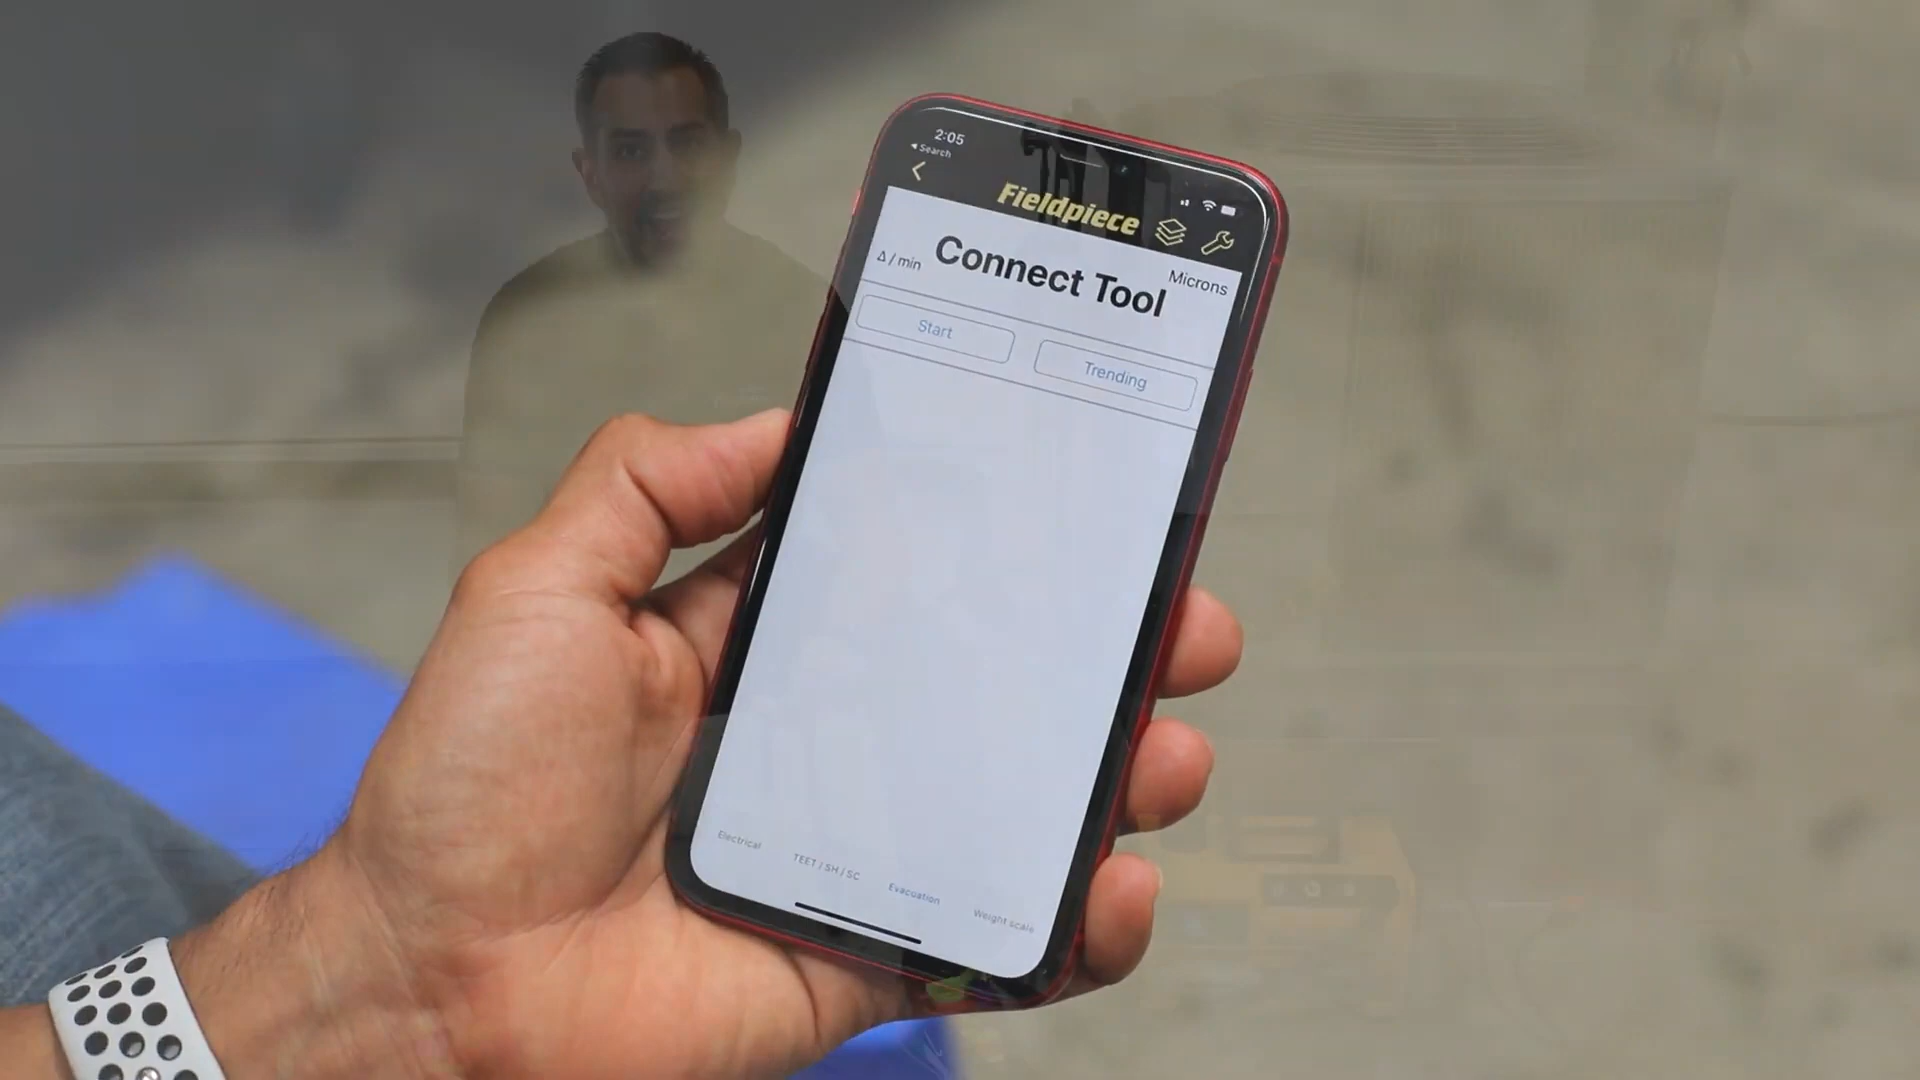 2:05
Search
Fieldpiece
Δ / min
Connect Tool
Microns
Start
Trending
Electrical
TEET / SH / SC
Evacuation
Weight scale